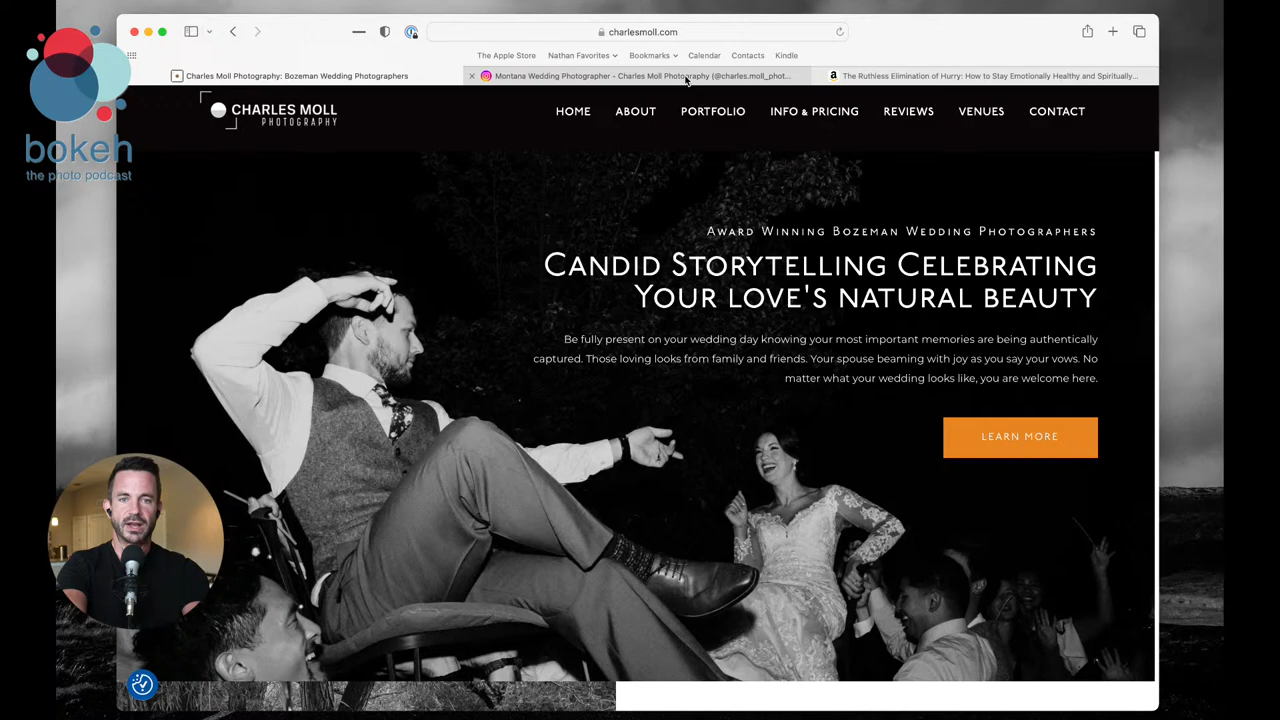 bokeh
the photo podcast
charlesmoll.com
The Apple Store
Nathan Favorites
Bookmarks
Calendar
Contacts
Kindle
Charles Moll Photography: Bozeman Wedding Photographers
Montana Wedding Photographer - Charles Moll Photography (@charles.moll_phot...
a
The Ruthless Elimination of Hurry: How to Stay Emotionally Healthy and Spiritually...
CHARLES MOLL
PHOTOGRAPHY
HOME
ABOUT
PORTFOLIO
INFO & PRICING
REVIEWS
VENUES
CONTACT
AWARD WINNING BOZEMAN WEDDING PHOTOGRAPHERS
CANDID STORYTELLING CELEBRATING
YOUR LOVE'S NATURAL BEAUTY
Be fully present on your wedding day knowing your most important memories are being authentically
captured. Those loving looks from family and friends. Your spouse beaming with joy as you say your vows. No
matter what your wedding looks like, you are welcome here.
LEARN MORE